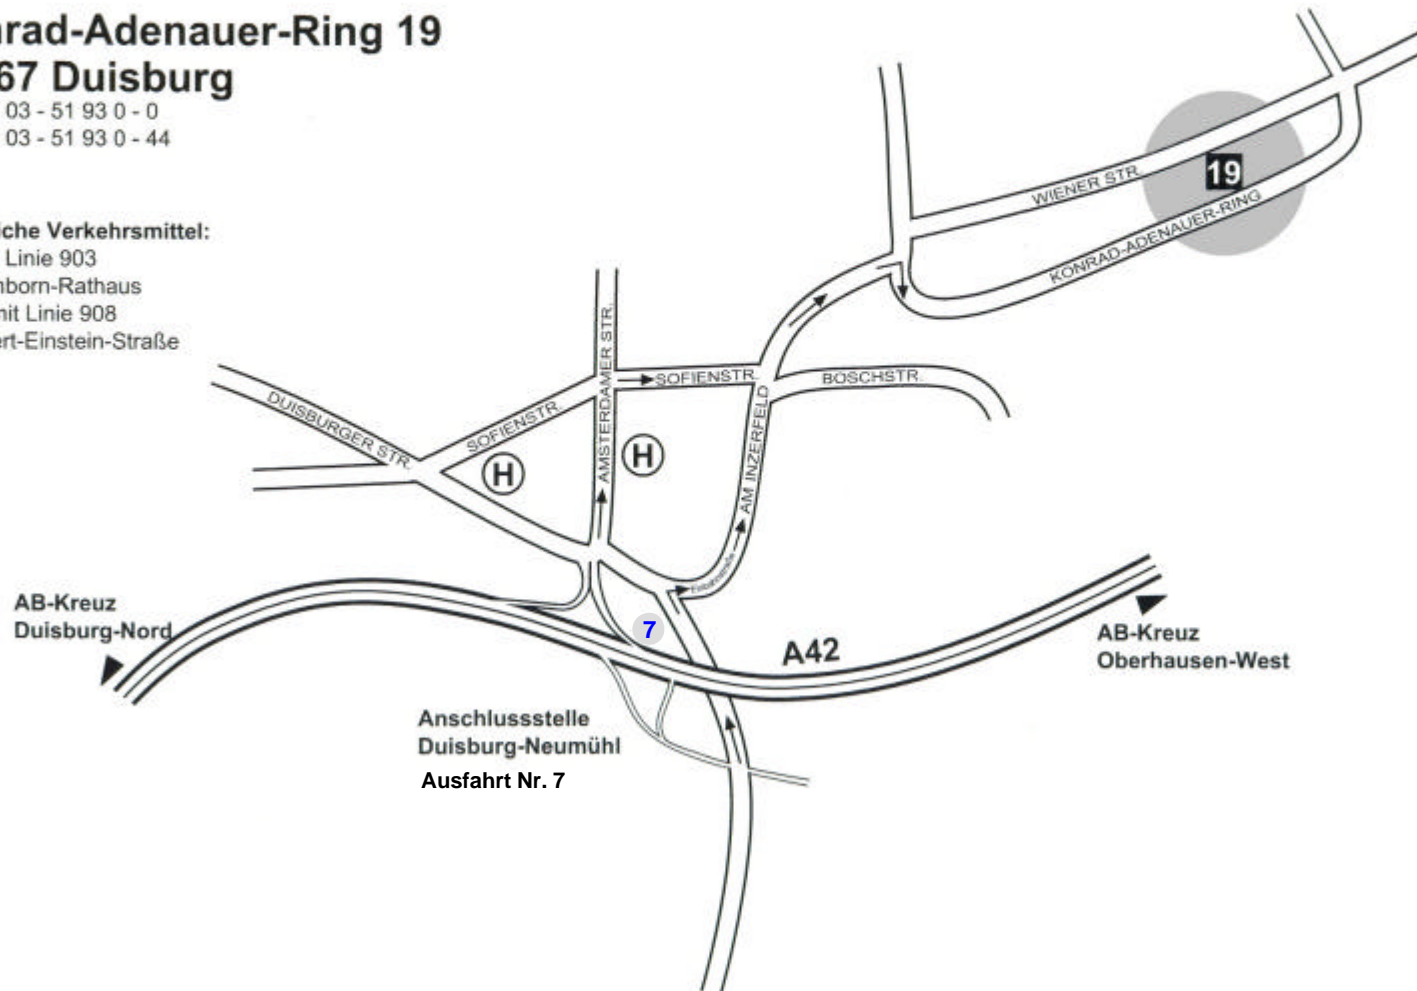 rad-Adenauer-Ring 19
67 Duisburg
03 - 51 93 0 - 0
03 - 51 93 0 - 44
iche Verkehrsmittel:
Linie 903
nborn-Rathaus
nit Linie 908
ert-Einstein-Straße
WIENER STR.
19
KONRAD-ADENAUER-RING
AMSTERDAMER STR.
SOFIENSTR.
BOSCHSTR.
DUISBURGER STR.
SOFIENSTR.
H
H
AM INZERFELD
AB-Kreuz
Duisburg-Nord
7
A42
AB-Kreuz
Oberhausen-West
Anschlussstelle
Duisburg-Neumühl
Ausfahrt Nr. 7